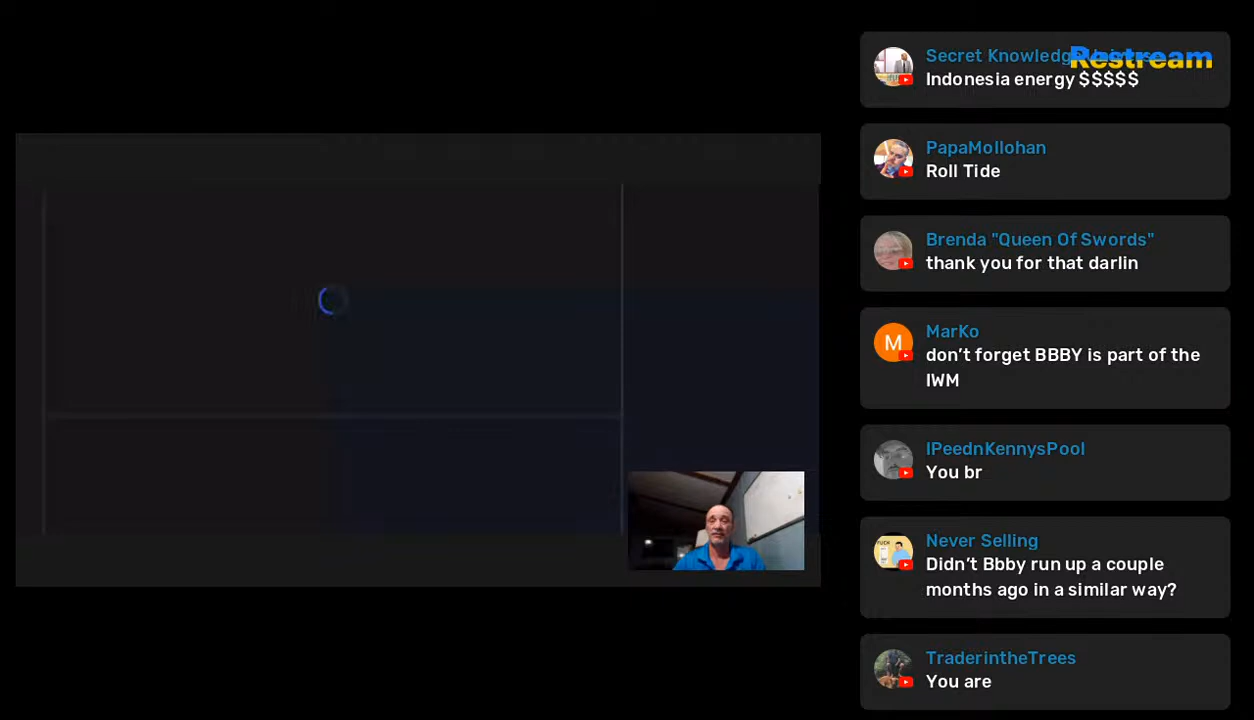 Secret Knowledg
Restream
Indonesia energy $$$$$
PapaMollohan
Roll Tide
Brenda "Queen Of Swords"
thank you for that darlin
M
MarKo
don’t forget BBBY is part of the
IWM
IPeednKennysPool
You br
Never Selling
Didn’t Bbby run up a couple
months ago in a similar way?
TraderintheTrees
You are